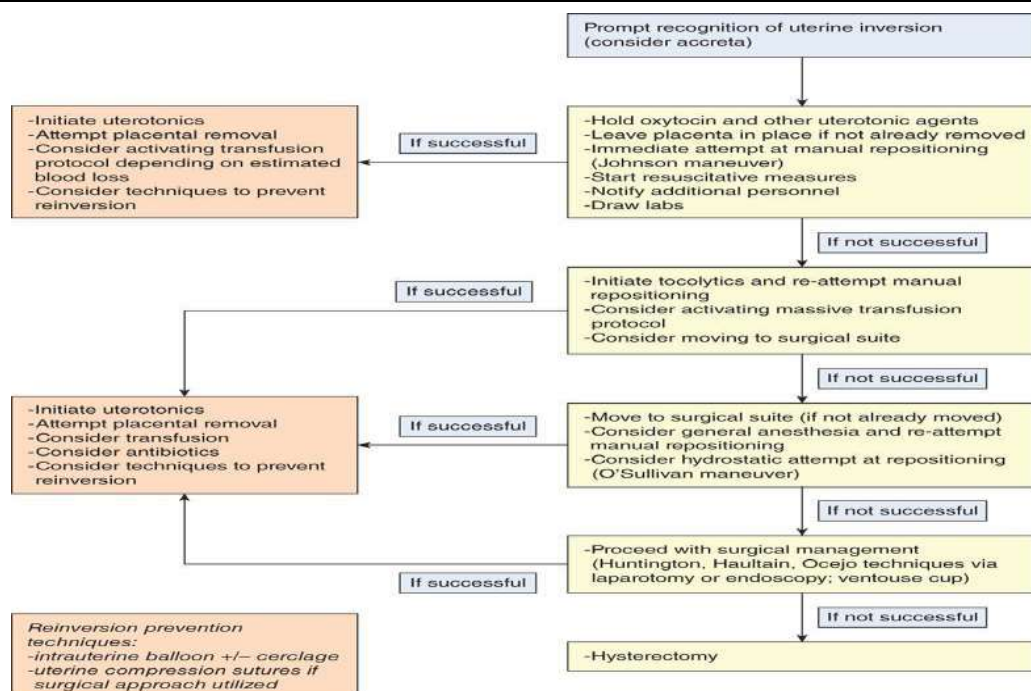 Prompt recognition of uterine inversion
(consider accreta)
-Initiate uterotonics
-Attempt placental removal
-Consider activating transfusion
protocol depending on estimated
blood loss
-Consider techniques to prevent
reinversion
If successful
-Hold oxytocin and other uterotonic agents
-Leave placenta in place if not already removed
-Immediate attempt at manual repositioning
(Johnson maneuver)
-Start resuscitative measures
-Notify additional personnel
-Draw labs
If not successful
If successful
-Initiate tocolytics and re-attempt manual
repositioning
-Consider activating massive transfusion
protocol
-Consider moving to surgical suite
If not successful
-Initiate uterotonics
-Attempt placental removal
-Consider transfusion
-Consider antibiotics
-Consider techniques to prevent
reinversion
If successful
-Move to surgical suite (if not already moved)
-Consider general anesthesia and re-attempt
manual repositioning
-Consider hydrostatic attempt at repositioning
(O'Sullivan maneuver)
If not successful
If successful
-Proceed with surgical management
(Huntington, Haultain, Ocejo techniques via
laparotomy or endoscopy; ventouse cup)
If not successful
Reinversion prevention
techniques:
-intrauterine balloon +/– cerclage
-uterine compression sutures if
surgical approach utilized
-Hysterectomy